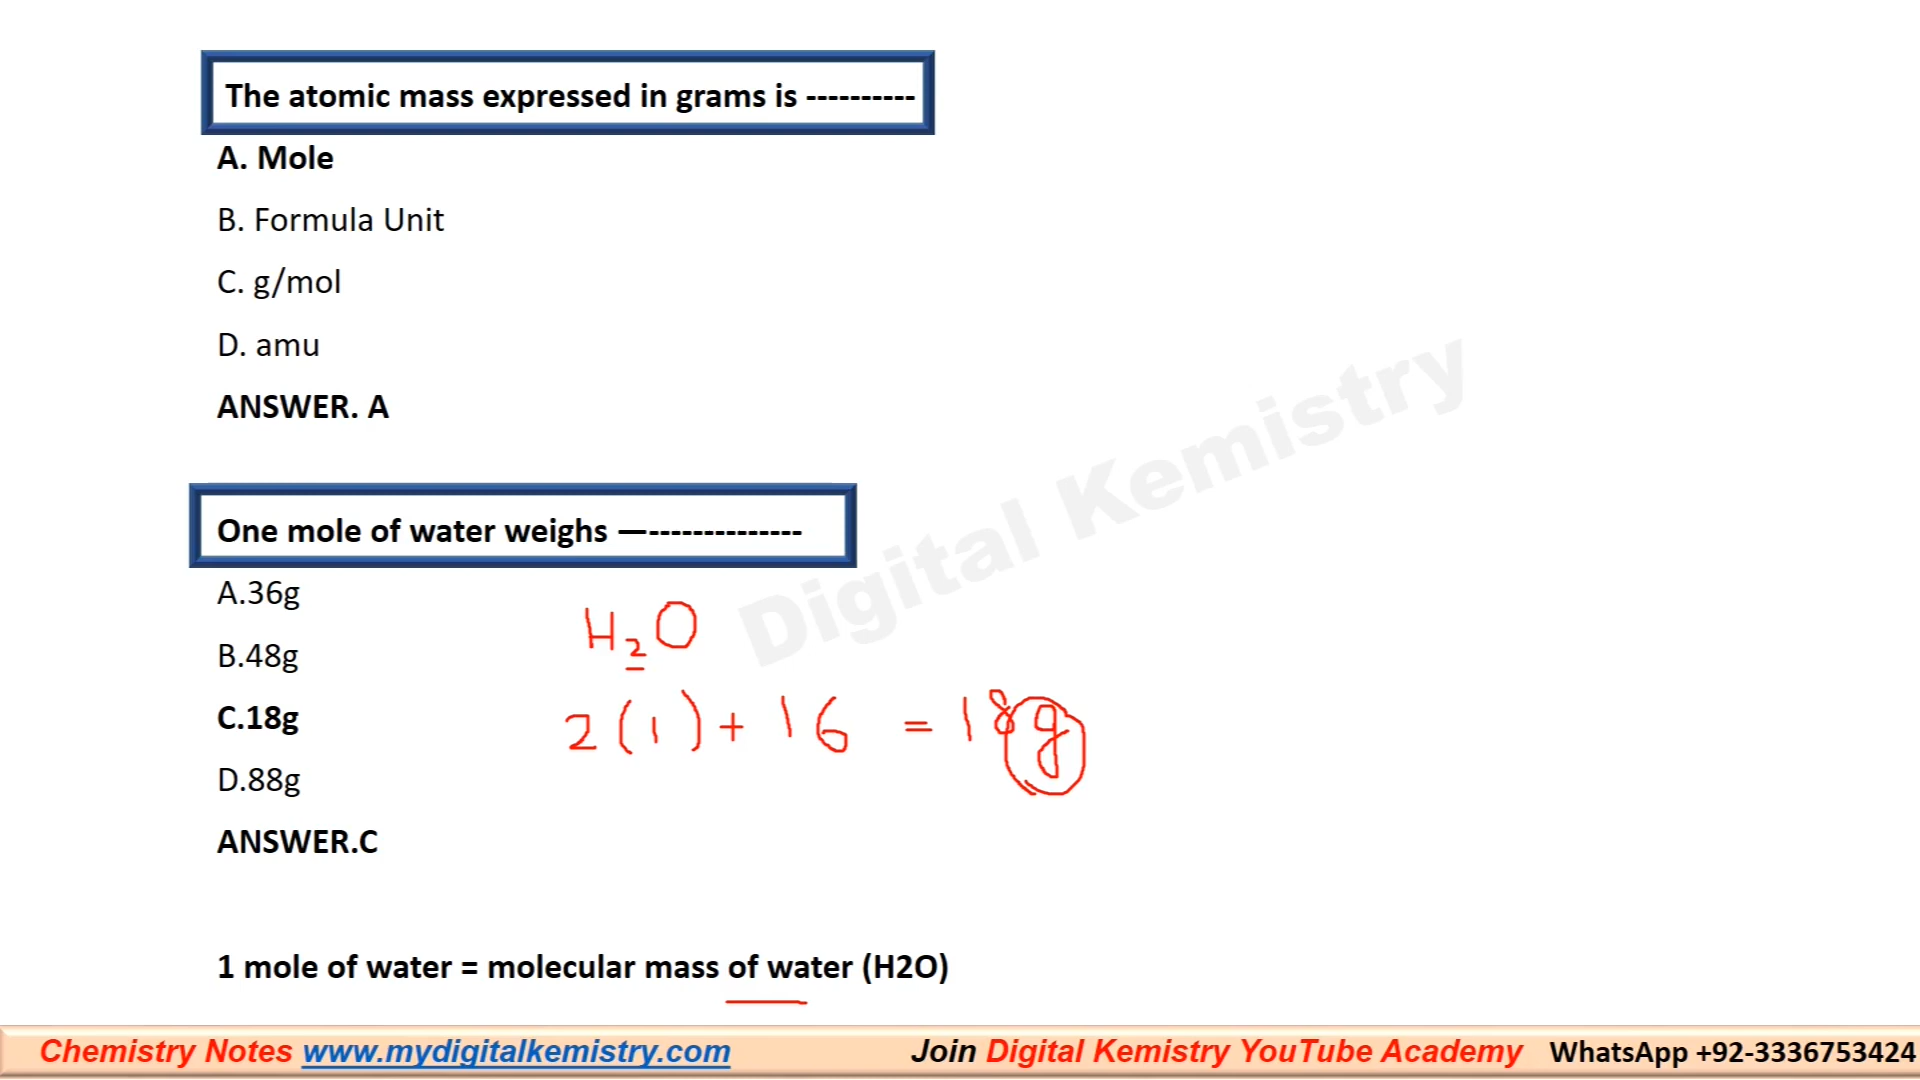 The atomic mass expressed in grams is ----------
A. Mole
B. Formula Unit
C. g/mol
D. amu
ANSWER. A
One mole of water weighs —--------------
A.36g
B.48g
C.18g
D.88g
ANSWER.C
H2O
2(1)+16 =18g
1 mole of water = molecular mass of water (H2O)
Digital Kemistry
Chemistry Notes www.mydigitalkemistry.com Join Digital Kemistry YouTube Academy WhatsApp +92-3336753424